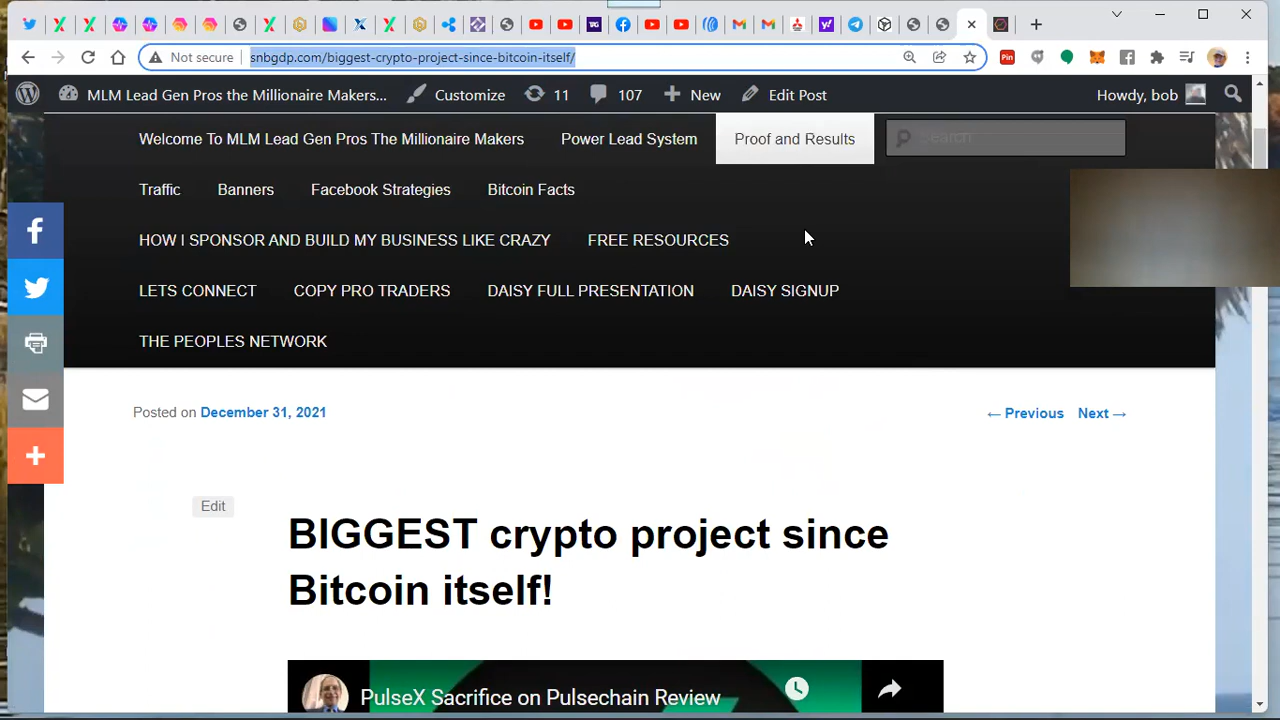 Not secure
snbgdp.com/biggest-crypto-project-since-bitcoin-itself/
Pin
MLM Lead Gen Pros the Millionaire Makers...
Customize
11
107
New
Edit Post
Howdy, bob
Welcome To MLM Lead Gen Pros The Millionaire Makers
Power Lead System
Proof and Results
Search
Traffic
Banners
Facebook Strategies
Bitcoin Facts
HOW I SPONSOR AND BUILD MY BUSINESS LIKE CRAZY
FREE RESOURCES
LETS CONNECT
COPY PRO TRADERS
DAISY FULL PRESENTATION
DAISY SIGNUP
THE PEOPLES NETWORK
Posted on December 31, 2021
← Previous Next →
Edit
BIGGEST crypto project since
Bitcoin itself!
PulseX Sacrifice on Pulsechain Review